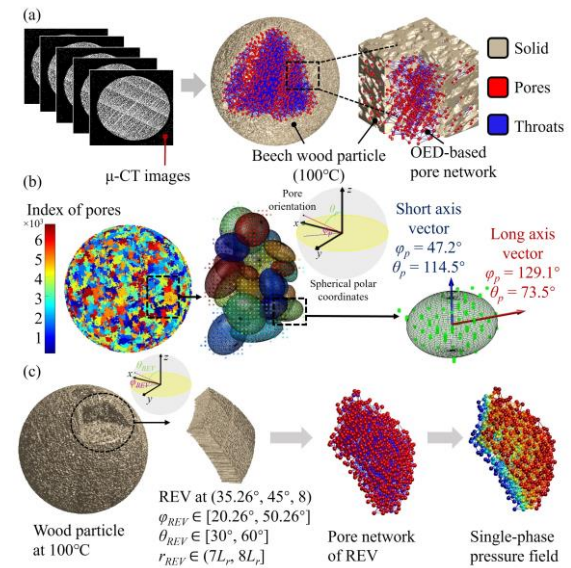 (a)
Solid
Pores
Throats
μ-CT images
Beech wood particle
(100℃)
OED-based
pore network
(b)
Index of pores
×10³
6
5
4
3
2
1
Pore
orientation
z
θ
x
y
Spherical polar
coordinates
Short axis
vector
φₚ = 47.2°
θₚ = 114.5°
Long axis
vector
φₚ = 129.1°
θₚ = 73.5°
(c)
z
θREV
x
φREV
y
Wood particle
at 100℃
REV at (35.26°, 45°, 8)
φREV ∈ [20.26°, 50.26°]
θREV ∈ [30°, 60°]
rREV ∈ (7Lr, 8Lr]
Pore network
of REV
Single-phase
pressure field